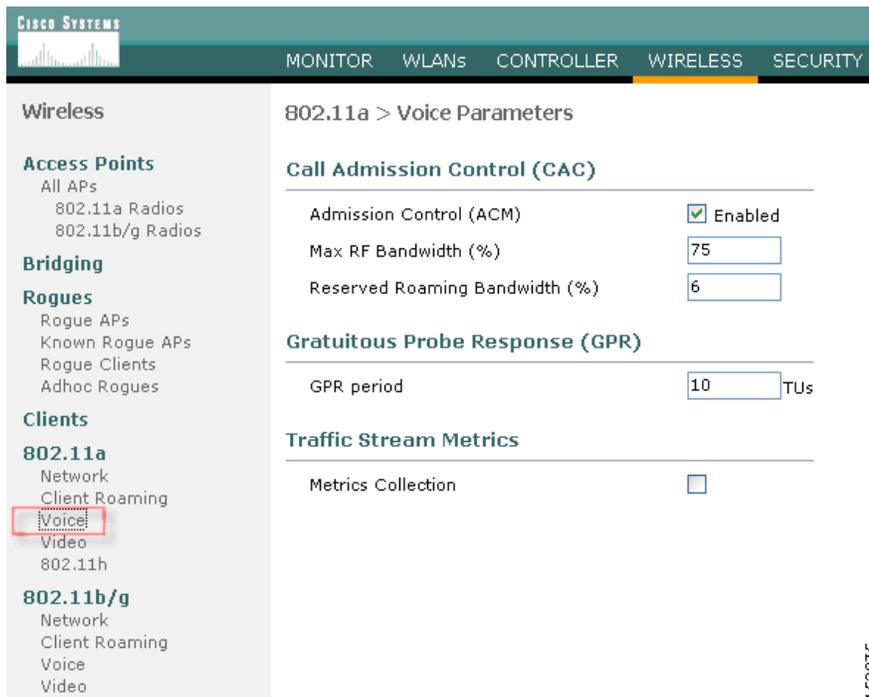 CISCO SYSTEMS
MONITOR WLANs CONTROLLER WIRELESS SECURITY
Wireless
Access Points
All APs
802.11a Radios
802.11b/g Radios
Bridging
Rogues
Rogue APs
Known Rogue APs
Rogue Clients
Adhoc Rogues
Clients
802.11a
Network
Client Roaming
Voice
Video
802.11h
802.11b/g
Network
Client Roaming
Voice
Video
802.11a > Voice Parameters
Call Admission Control (CAC)
Admission Control (ACM) Enabled
Max RF Bandwidth (%) 75
Reserved Roaming Bandwidth (%) 6
Gratuitous Probe Response (GPR)
GPR period 10 TUs
Traffic Stream Metrics
Metrics Collection